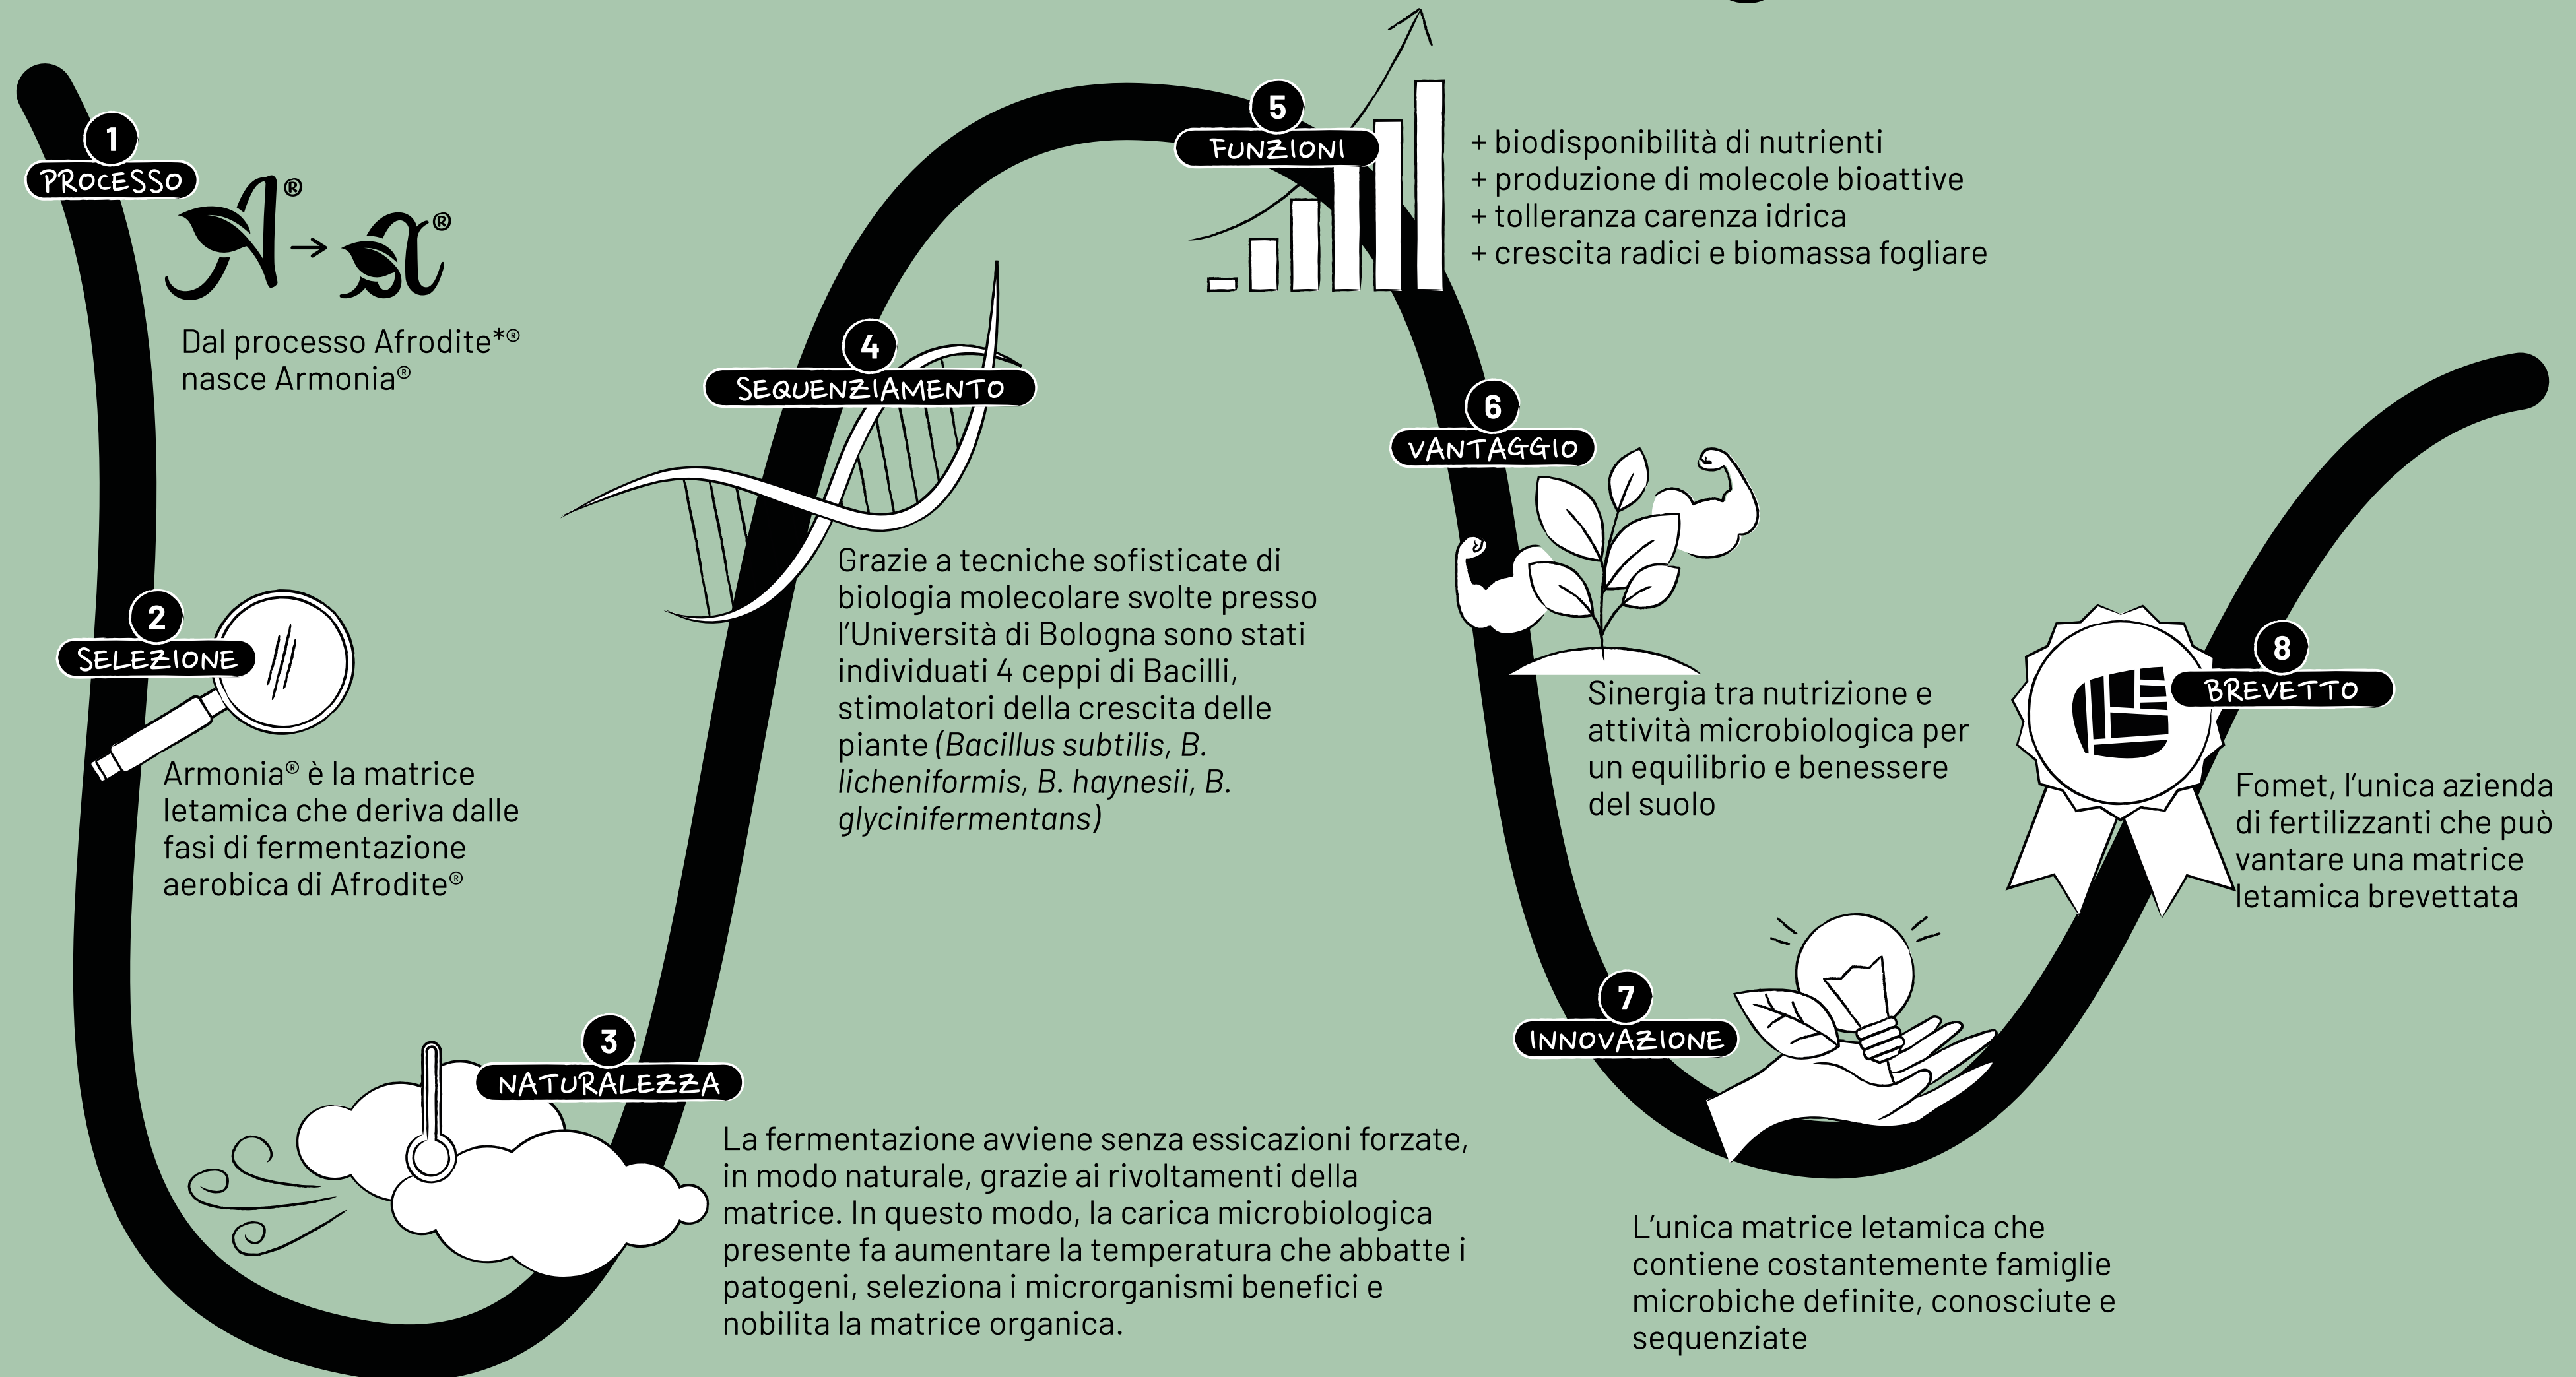 1
PROCESSO
A® → a®
Dal processo Afrodite*®
nasce Armonia®
2
SELEZIONE
Armonia® è la matrice
letamica che deriva dalle
fasi di fermentazione
aerobica di Afrodite®
3
NATURALEZZA
La fermentazione avviene senza essicazioni forzate,
in modo naturale, grazie ai rivoltamenti della
matrice. In questo modo, la carica microbiologica
presente fa aumentare la temperatura che abbatte i
patogeni, seleziona i microrganismi benefici e
nobilita la matrice organica.
4
SEQUENZIAMENTO
Grazie a tecniche sofisticate di
biologia molecolare svolte presso
l’Università di Bologna sono stati
individuati 4 ceppi di Bacilli,
stimolatori della crescita delle
piante (Bacillus subtilis, B.
licheniformis, B. haynesii, B.
glycinifermentans)
5
FUNZIONI
+ biodisponibilità di nutrienti
+ produzione di molecole bioattive
+ tolleranza carenza idrica
+ crescita radici e biomassa fogliare
6
VANTAGGIO
Sinergia tra nutrizione e
attività microbiologica per
un equilibrio e benessere
del suolo
7
INNOVAZIONE
L’unica matrice letamica che
contiene costantemente famiglie
microbiche definite, conosciute e
sequenziate
8
BREVETTO
Fomet, l’unica azienda
di fertilizzanti che può
vantare una matrice
letamica brevettata